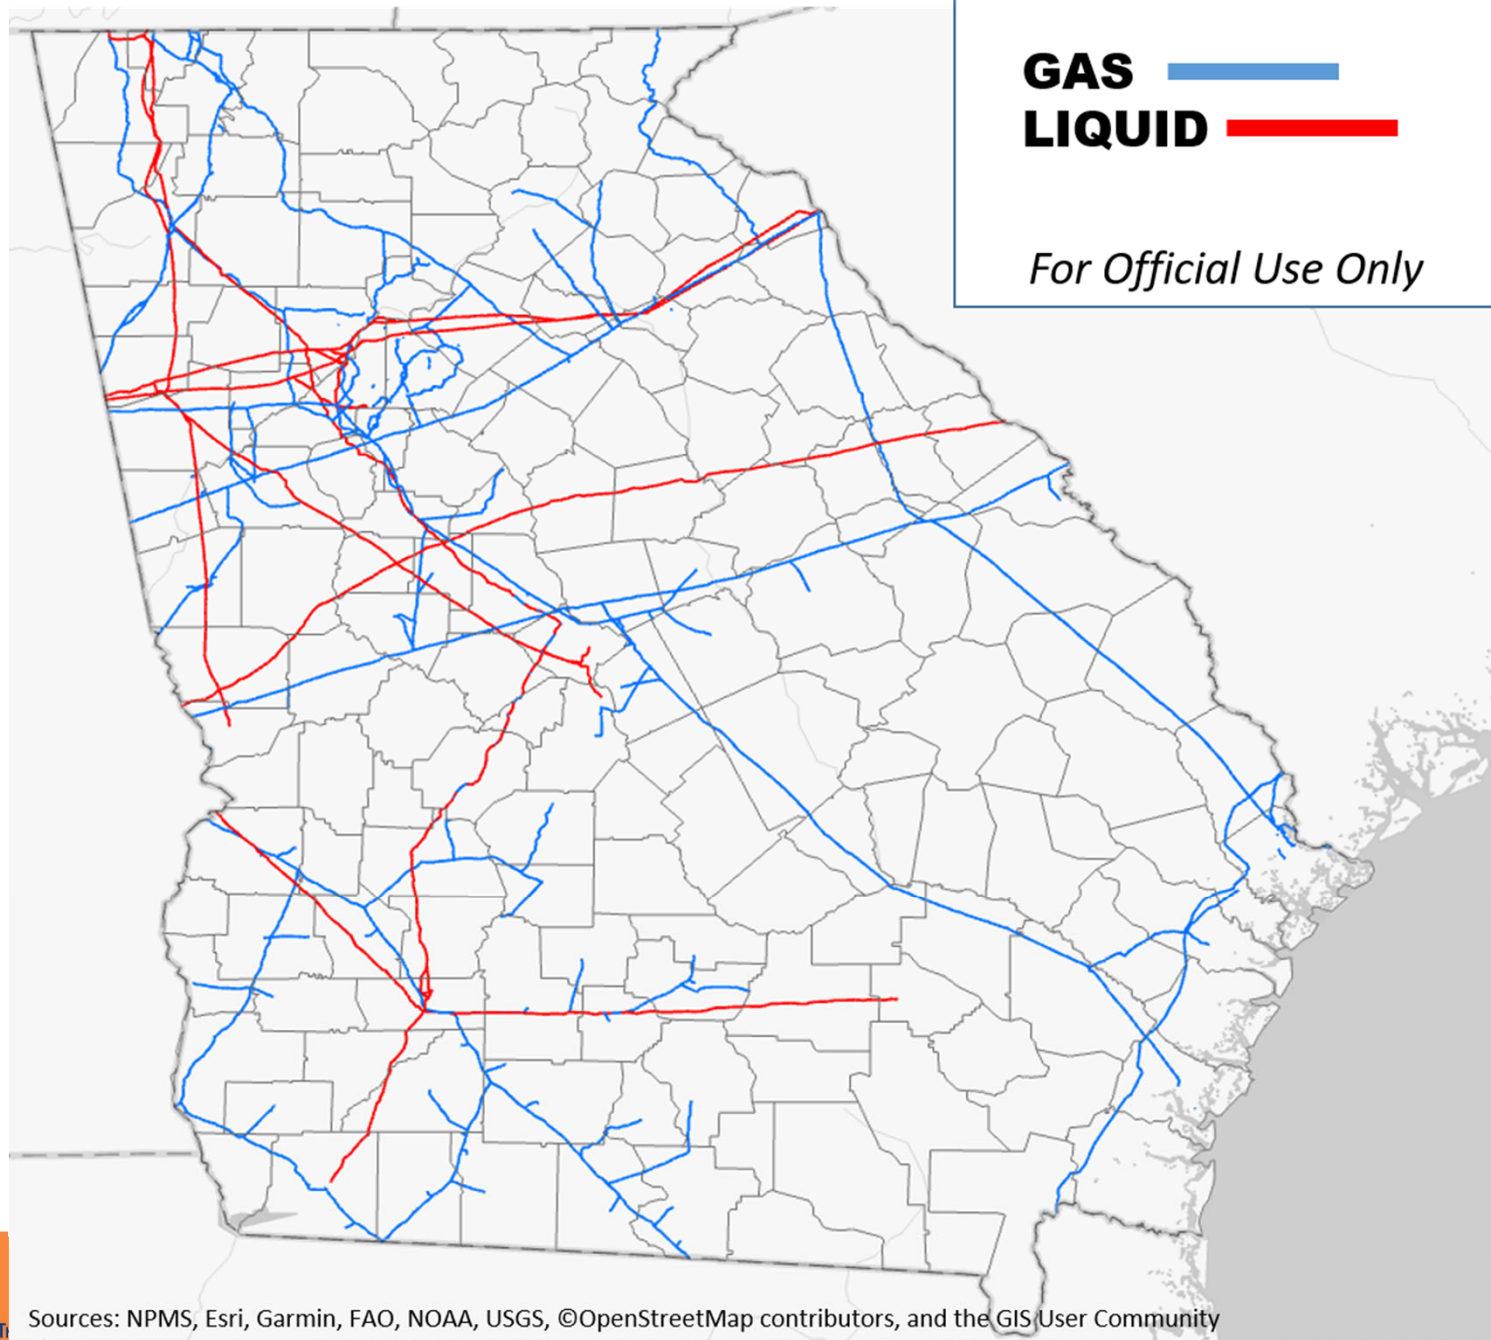 GAS
LIQUID
For Official Use Only
Sources: NPMS, Esri, Garmin, FAO, NOAA, USGS, ©OpenStreetMap contributors, and the GIS User Community